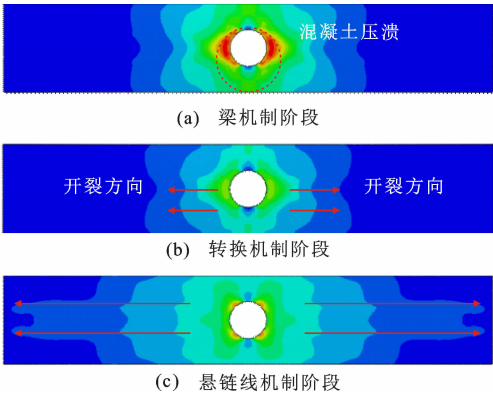 混凝土压溃
(a) 梁机制阶段
开裂方向 开裂方向
(b) 转换机制阶段
(c) 悬链线机制阶段